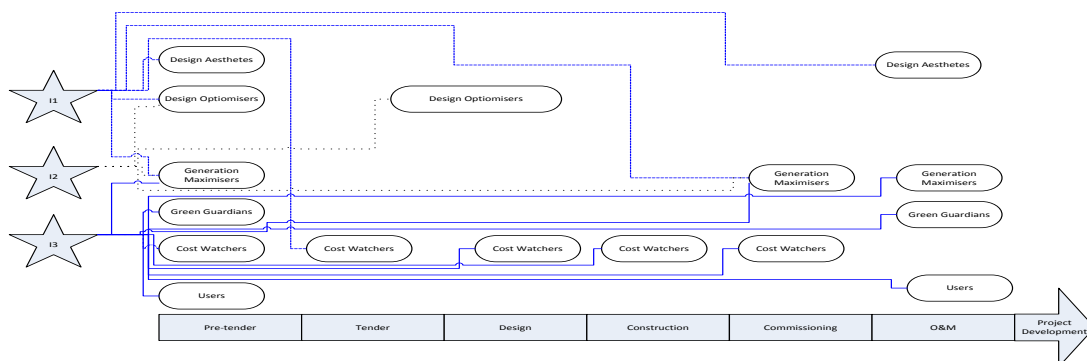 Design Aesthetes
Design Aesthetes
I1
Design Optiomisers
Design Optiomisers
I2
Generation
Maximisers
Generation
Maximisers
Generation
Maximisers
Green Guardians
Green Guardians
I3
Cost Watchers
Cost Watchers
Cost Watchers
Cost Watchers
Cost Watchers
Users
Users
Pre-tender
Tender
Design
Construction
Commissioning
O&M
Project
Development